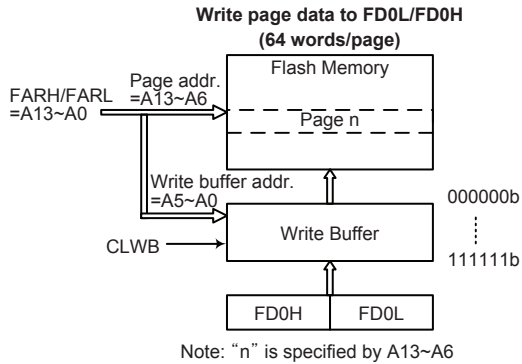 Write page data to FD0L/FD0H
(64 words/page)
Flash Memory
Page addr.
=A13~A6
FARH/FARL
=A13~A0
Page n
Write buffer addr.
=A5~A0
000000b
Write Buffer
CLWB
111111b
FD0H
FD0L
Note: “n” is specified by A13~A6